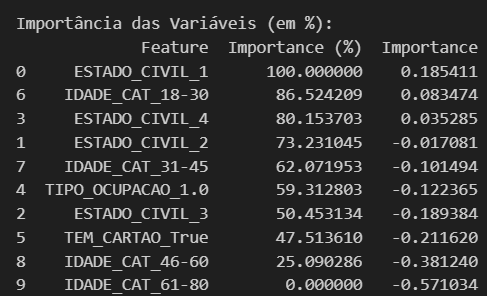 Importância das Variáveis (em %):
Feature Importance (%) Importance
0 ESTADO_CIVIL_1 100.000000 0.185411
6 IDADE_CAT_18-30 86.524209 0.083474
3 ESTADO_CIVIL_4 80.153703 0.035285
1 ESTADO_CIVIL_2 73.231045 -0.017081
7 IDADE_CAT_31-45 62.071953 -0.101494
4 TIPO_OCUPACAO_1.0 59.312803 -0.122365
2 ESTADO_CIVIL_3 50.453134 -0.189384
5 TEM_CARTAO_True 47.513610 -0.211620
8 IDADE_CAT_46-60 25.090286 -0.381240
9 IDADE_CAT_61-80 0.000000 -0.571034